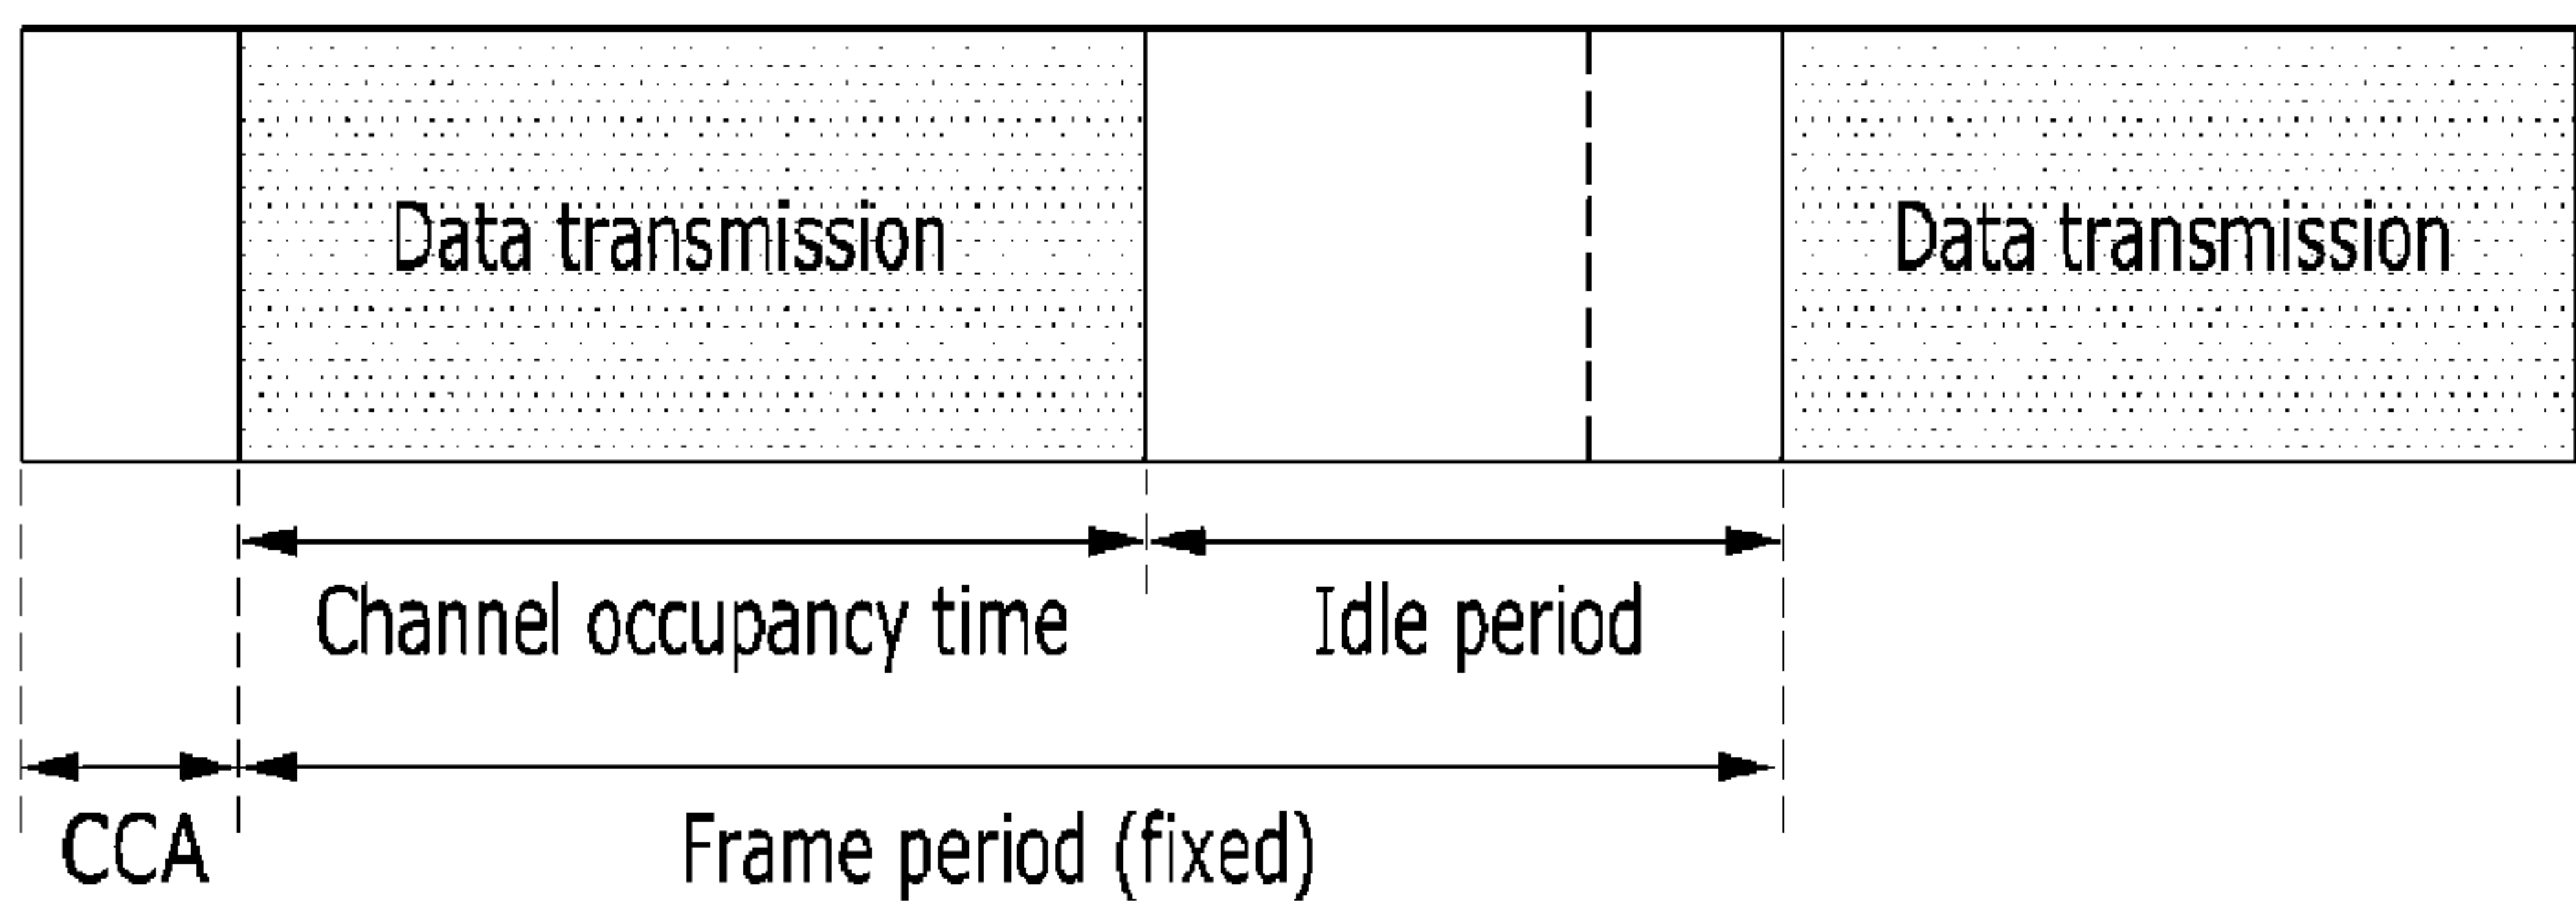 Data transmission
Data transmission
Channel occupancy time
Idle period
CCA
Frame period (fixed)